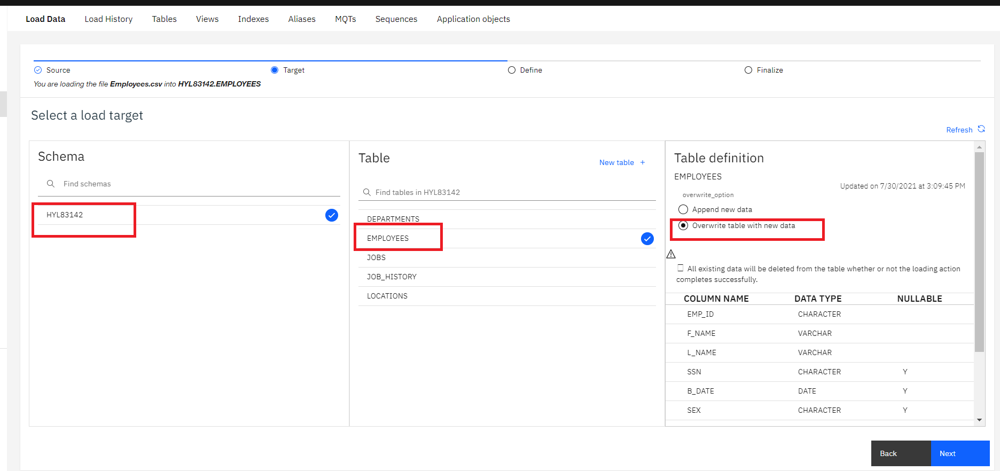 Load Data Load History Tables Views Indexes Aliases MQTs Sequences Application objects
Source Target Define Finalize
You are loading the file Employees.csv into HYL83142.EMPLOYEES
Select a load target
Refresh
Schema
Find schemas
HYL83142
Table
New table +
Find tables in HYL83142
DEPARTMENTS
EMPLOYEES
JOBS
JOB_HISTORY
LOCATIONS
Table definition
EMPLOYEES
Updated on 7/30/2021 at 3:09:45 PM
overwrite_option
Append new data
Overwrite table with new data
All existing data will be deleted from the table whether or not the loading action
completes successfully.
COLUMN NAME DATA TYPE NULLABLE
EMP_ID CHARACTER
F_NAME VARCHAR
L_NAME VARCHAR
SSN CHARACTER Y
B_DATE DATE Y
SEX CHARACTER Y
Back Next